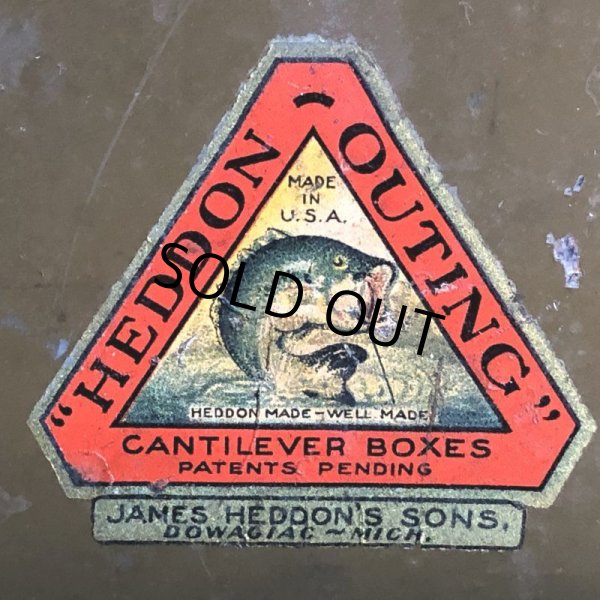 "HEDDON-OUTING"
MADE
IN
U.S.A.
SOLD OUT
HEDDON MADE-WELL MADE
CANTILEVER BOXES
PATENTS PENDING
JAMES HEDDON'S SONS,
DOWAGIAC ~ MICH.